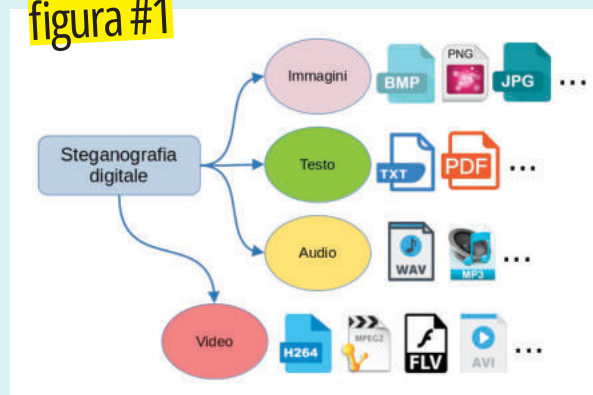 figura #1
Immagini
BMP
PNG
JPG
...
Steganografia
digitale
Testo
TXT
PDF
...
Audio
WAV
MP3
...
Video
H264
MPEG2
FLV
AVI
...